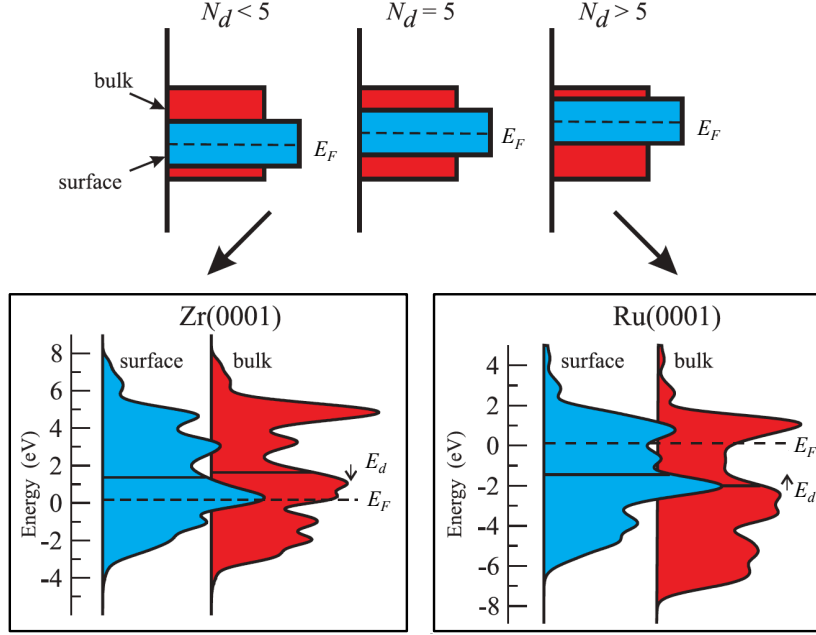 N_d < 5 N_d = 5 N_d > 5
bulk
surface
E_F E_F E_F
Zr(0001)
surface bulk
8
6
4
2
0
-2
-4
Energy (eV)
E_d
E_F
Ru(0001)
surface bulk
4
2
0
-2
-4
-6
-8
Energy (eV)
E_F
E_d